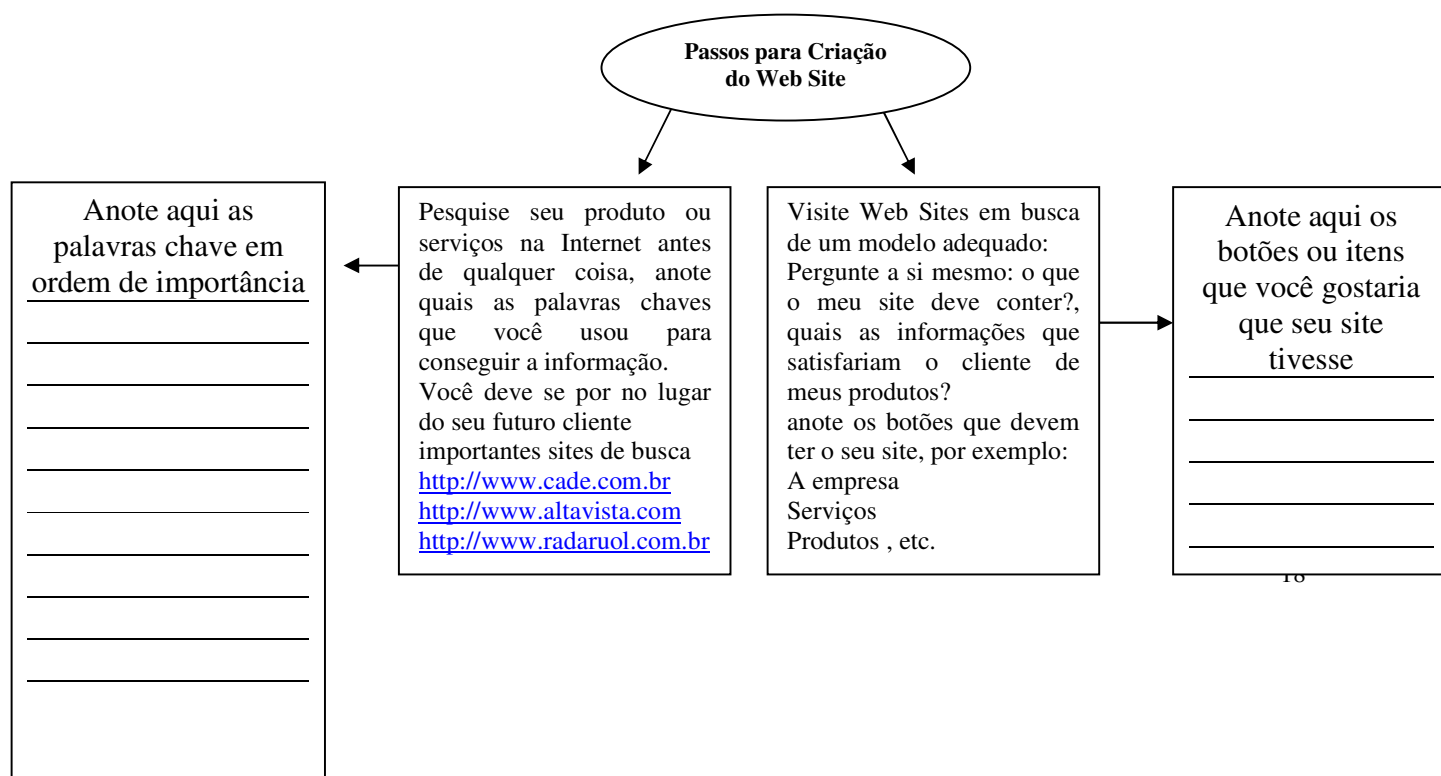 Passos para Criação
do Web Site
Anote aqui as
palavras chave em
ordem de importância
Pesquise seu produto ou
serviços na Internet antes
de qualquer coisa, anote
quais as palavras chaves
que você usou para
conseguir a informação.
Você deve se por no lugar
do seu futuro cliente
importantes sites de busca
http://www.cade.com.br
http://www.altavista.com
http://www.radaruol.com.br
Visite Web Sites em busca
de um modelo adequado:
Pergunte a si mesmo: o que
o meu site deve conter?,
quais as informações que
satisfariam o cliente de
meus produtos?
anote os botões que devem
ter o seu site, por exemplo:
A empresa
Serviços
Produtos , etc.
Anote aqui os
botões ou itens
que você gostaria
que seu site
tivesse
18